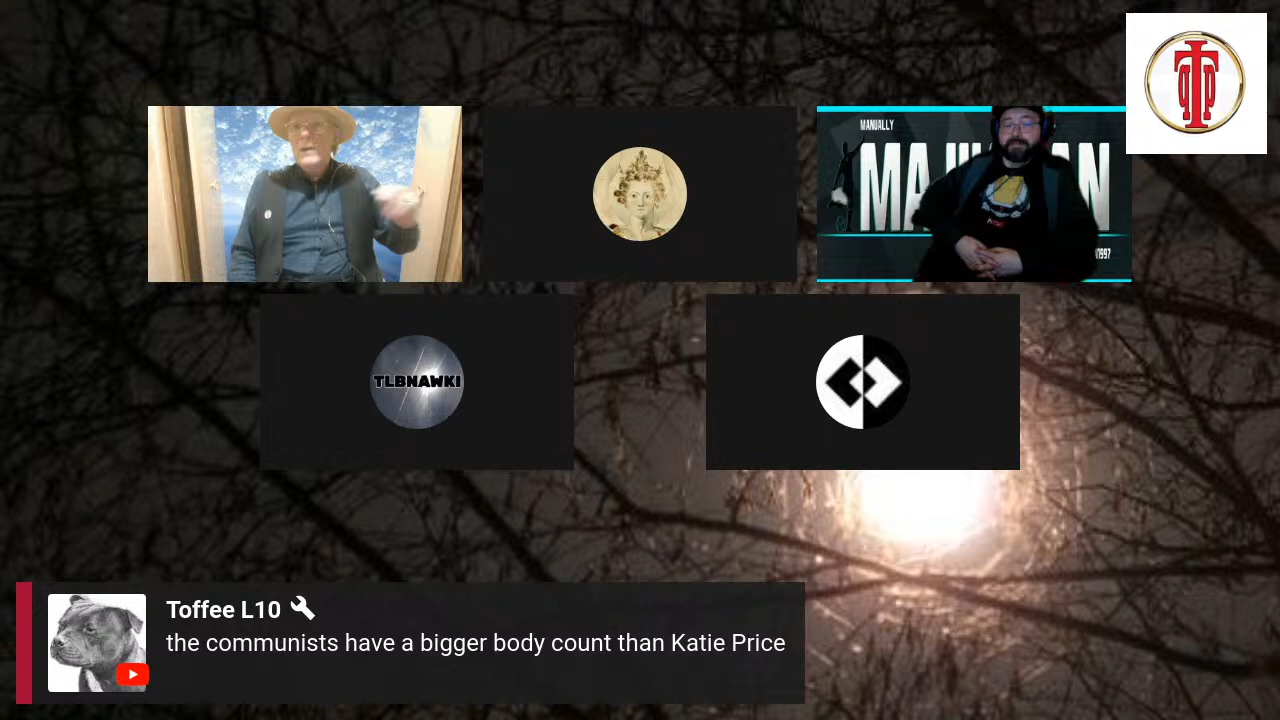 MANUALLY
TLBNAWKI
Toffee L10
the communists have a bigger body count than Katie Price